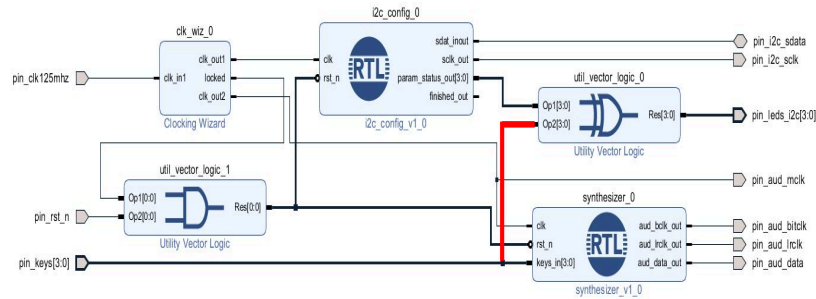 i2c_config_0
clk_wiz_0
clk_out1
clk_in1
locked
clk_out2
Clocking Wizard
pin_clk125mhz
clk
rst_n
RTL
sdat_inout
sclk_out
param_status_out[3:0]
finished_out
i2c_config_v1_0
pin_i2c_sdata
pin_i2c_sclk
util_vector_logic_0
Op1[3:0]
Op2[3:0]
Res[3:0]
Utility Vector Logic
pin_leds_i2c[3:0]
util_vector_logic_1
Op1[0:0]
Op2[0:0]
Res[0:0]
Utility Vector Logic
pin_rst_n
pin_keys[3:0]
pin_aud_mclk
synthesizer_0
clk
rst_n
keys_in[3:0]
RTL
aud_bclk_out
aud_lrclk_out
aud_data_out
synthesizer_v1_0
pin_aud_bitclk
pin_aud_lrclk
pin_aud_data